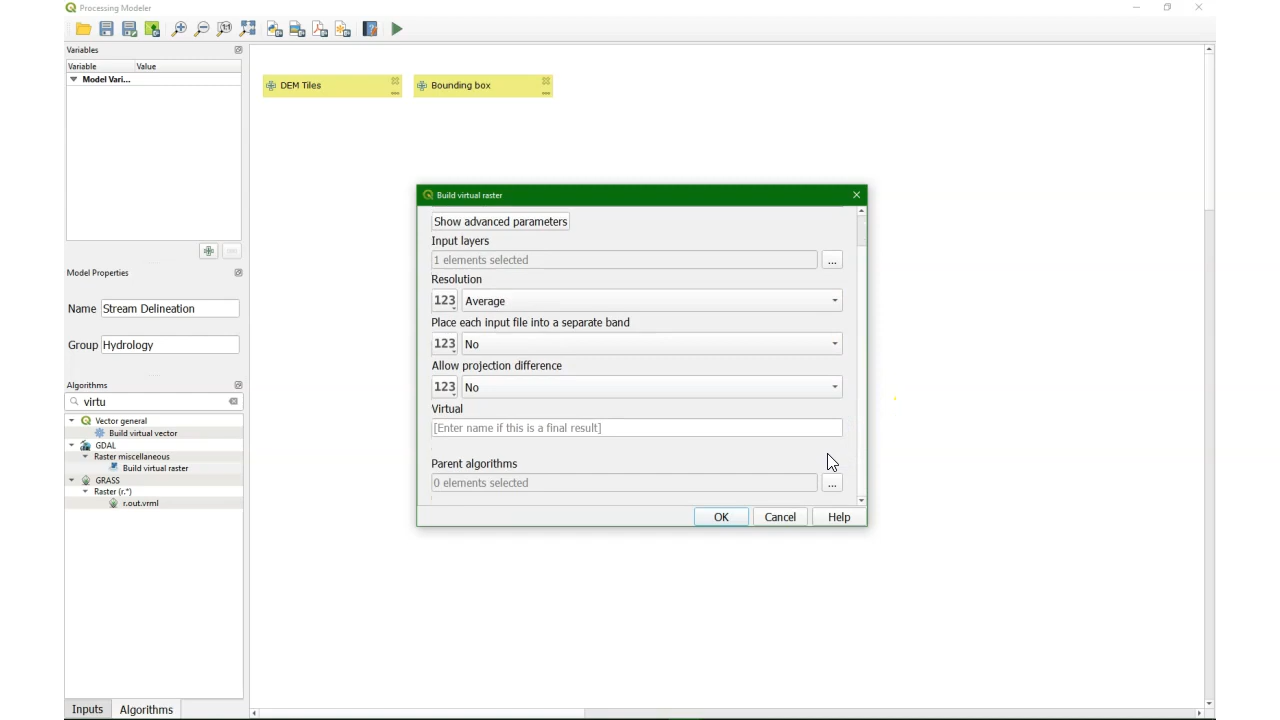 Processing Modeler
Variables
Variable Value
Model Vari...
DEM Tiles
Bounding box
Model Properties
Name Stream Delineation
Group Hydrology
Algorithms
virtu
Vector general
Build virtual vector
GDAL
Raster miscellaneous
Build virtual raster
GRASS
Raster (r.*)
r.out.vrml
Inputs
Algorithms
Build virtual raster
Show advanced parameters
Input layers
1 elements selected
...
Resolution
123 Average
Place each input file into a separate band
123 No
Allow projection difference
123 No
Virtual
[Enter name if this is a final result]
Parent algorithms
0 elements selected
...
OK Cancel Help